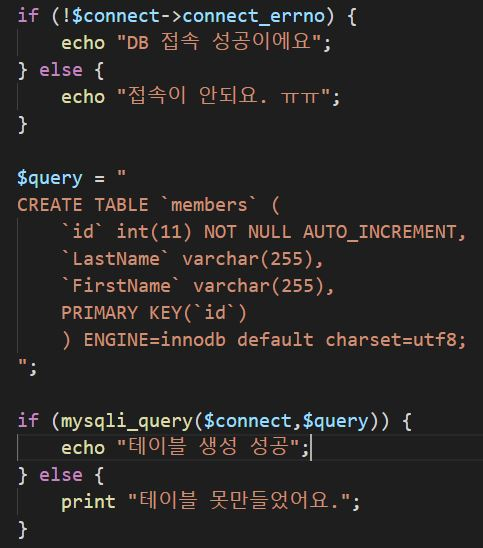 if (!$connect->connect_errno) {
    echo "DB 접속 성공이에요";
} else {
    echo "접속이 안되요. ㅠㅠ";
}

$query = "
CREATE TABLE `members` (
    `id` int(11) NOT NULL AUTO_INCREMENT,
    `LastName` varchar(255),
    `FirstName` varchar(255),
    PRIMARY KEY(`id`)
    ) ENGINE=innodb default charset=utf8;
";

if (mysqli_query($connect,$query)) {
    echo "테이블 생성 성공";
} else {
    print "테이블 못만들었어요.";
}